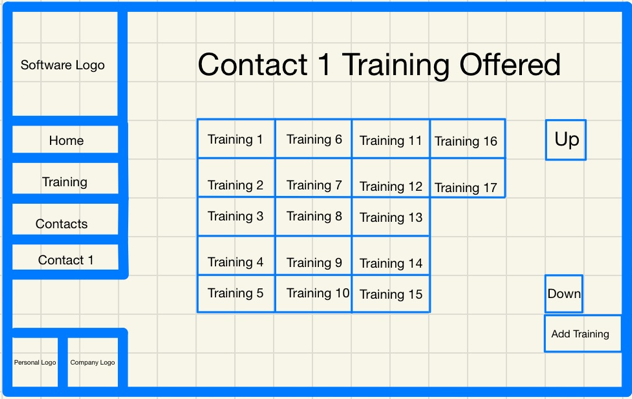 Software Logo
Contact 1 Training Offered
Home
Training
Contacts
Contact 1
Training 1 Training 6 Training 11 Training 16
Training 2 Training 7 Training 12 Training 17
Training 3 Training 8 Training 13
Training 4 Training 9 Training 14
Training 5 Training 10 Training 15
Up
Down
Add Training
Personal Logo Company Logo